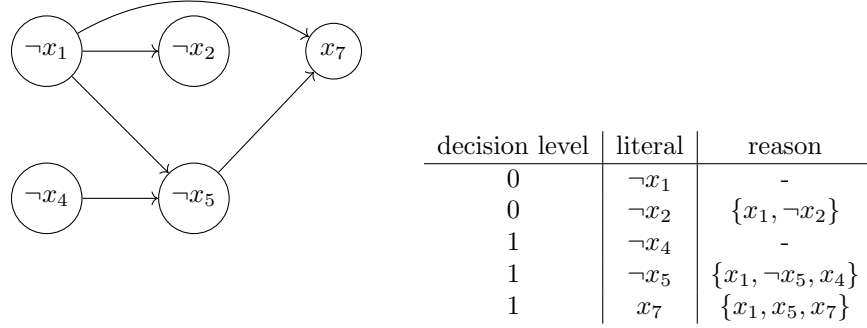 ¬x₁ ¬x₂ x₇
¬x₄ ¬x₅
decision level literal reason
0 ¬x₁ -
0 ¬x₂ {x₁, ¬x₂}
1 ¬x₄ -
1 ¬x₅ {x₁, ¬x₅, x₄}
1 x₇ {x₁, x₅, x₇}